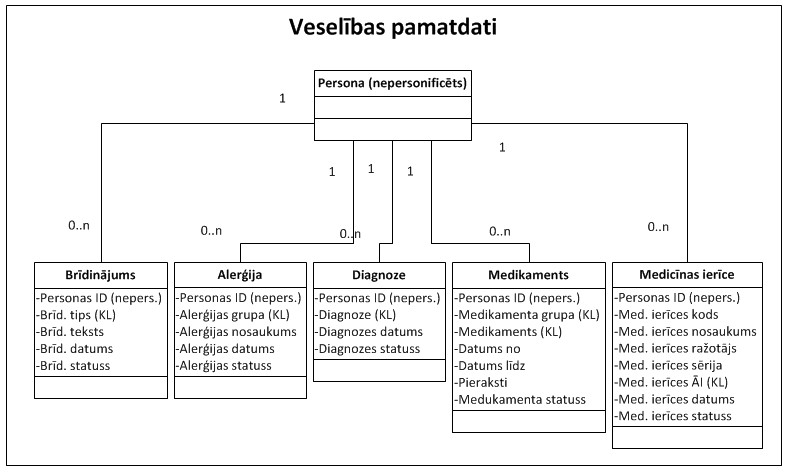 Veselības pamatdati
Persona (nepersonificēts)
1
1
1
1
1
0..n
0..n
0..n
0..n
0..n
Brīdinājums
-Personas ID (nepers.)
-Brīd. tips (KL)
-Brīd. teksts
-Brīd. datums
-Brīd. statuss
Alerģija
-Personas ID (nepers.)
-Alerģijas grupa (KL)
-Alerģijas nosaukums
-Alerģijas datums
-Alerģijas statuss
Diagnoze
-Personas ID (nepers.)
-Diagnoze (KL)
-Diagnozes datums
-Diagnozes statuss
Medikaments
-Personas ID (nepers.)
-Medikamenta grupa (KL)
-Medikaments (KL)
-Datums no
-Datums līdz
-Pieraksti
-Medukamenta statuss
Medicīnas ierīce
-Personas ID (nepers.)
-Med. ierīces kods
-Med. ierīces nosaukums
-Med. ierīces ražotājs
-Med. ierīces sērija
-Med. ierīces ĀI (KL)
-Med. ierīces datums
-Med. ierīces statuss